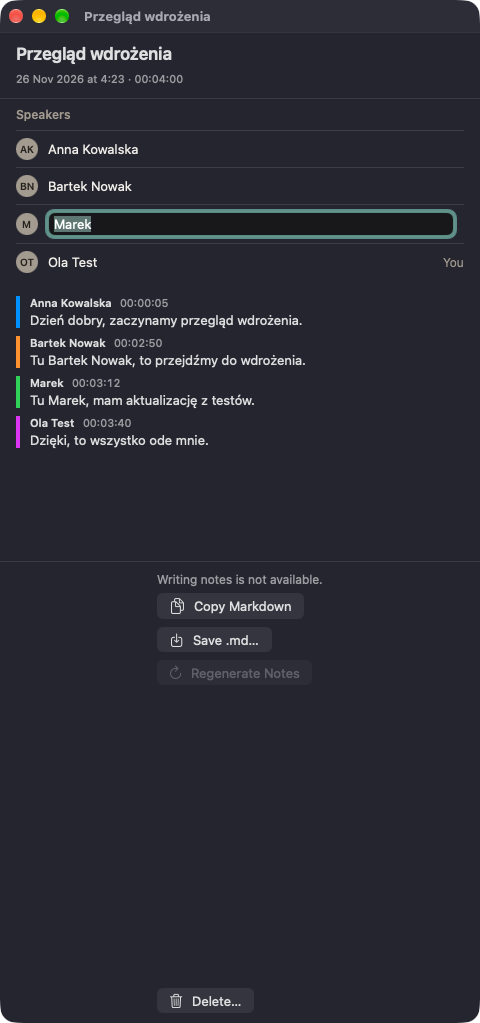 Przegląd wdrożenia
Przegląd wdrożenia
26 Nov 2026 at 4:23 · 00:04:00
Speakers
AK Anna Kowalska
BN Bartek Nowak
M Marek
OT Ola Test You
Anna Kowalska 00:00:05
Dzień dobry, zaczynamy przegląd wdrożenia.
Bartek Nowak 00:02:50
Tu Bartek Nowak, to przejdźmy do wdrożenia.
Marek 00:03:12
Tu Marek, mam aktualizację z testów.
Ola Test 00:03:40
Dzięki, to wszystko ode mnie.
Writing notes is not available.
Copy Markdown
Save .md...
Regenerate Notes
Delete...